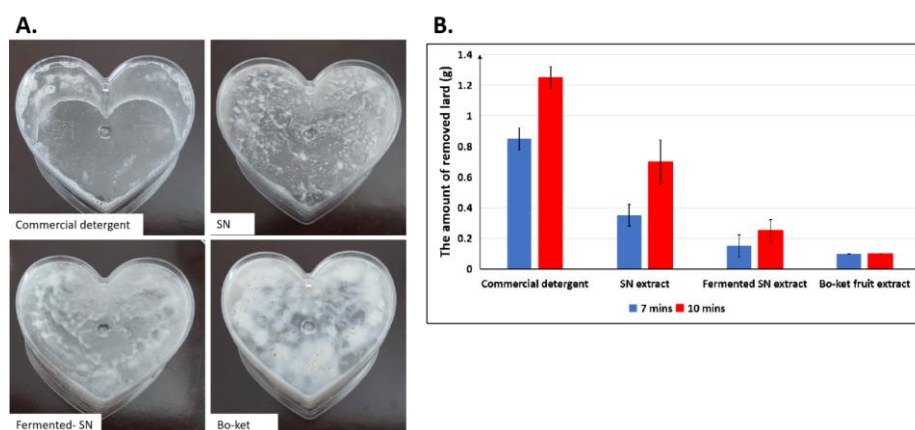 A.
Commercial detergent
SN
Fermented- SN
Bo-ket
B.
The amount of removed lard (g)
1.4
1.2
1
0.8
0.6
0.4
0.2
0
Commercial detergent SN extract Fermented SN extract Bo-ket fruit extract
7 mins 10 mins